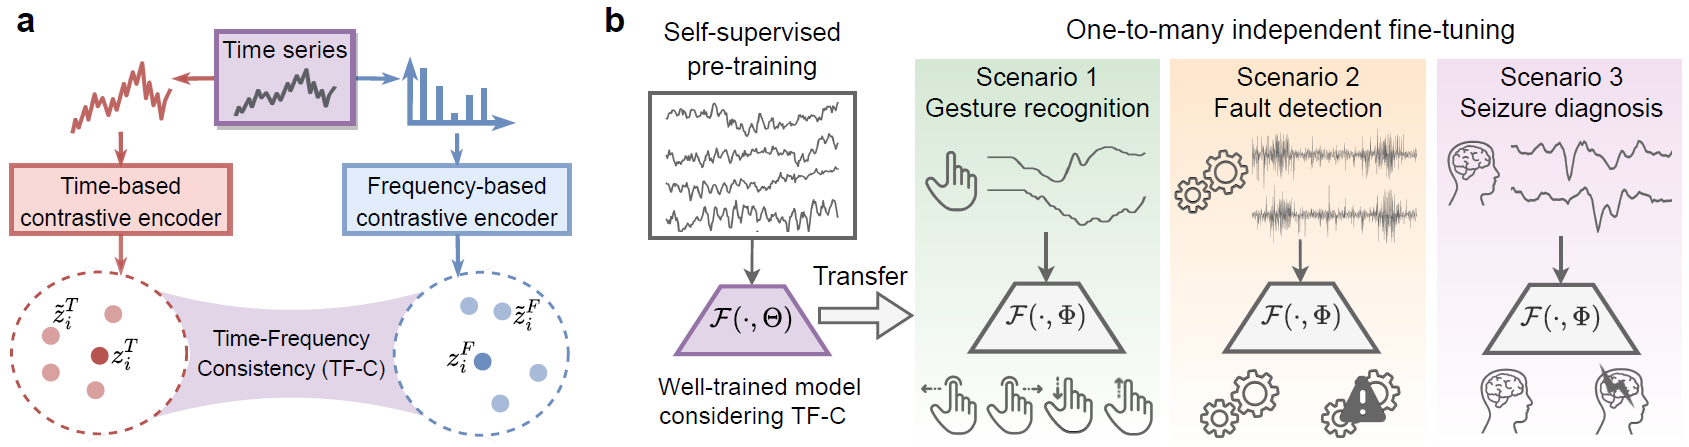 a
Time series
Time-based
contrastive encoder
Frequency-based
contrastive encoder
$\tilde{z}_i^T$
$z_i^T$
Time-Frequency
Consistency (TF-C)
$\tilde{z}_i^F$
$z_i^F$
b
Self-supervised
pre-training
$\mathcal{F}(\cdot, \Theta)$
Well-trained model
considering TF-C
Transfer
One-to-many independent fine-tuning
Scenario 1
Gesture recognition
$\mathcal{F}(\cdot, \Phi)$
Scenario 2
Fault detection
$\mathcal{F}(\cdot, \Phi)$
Scenario 3
Seizure diagnosis
$\mathcal{F}(\cdot, \Phi)$